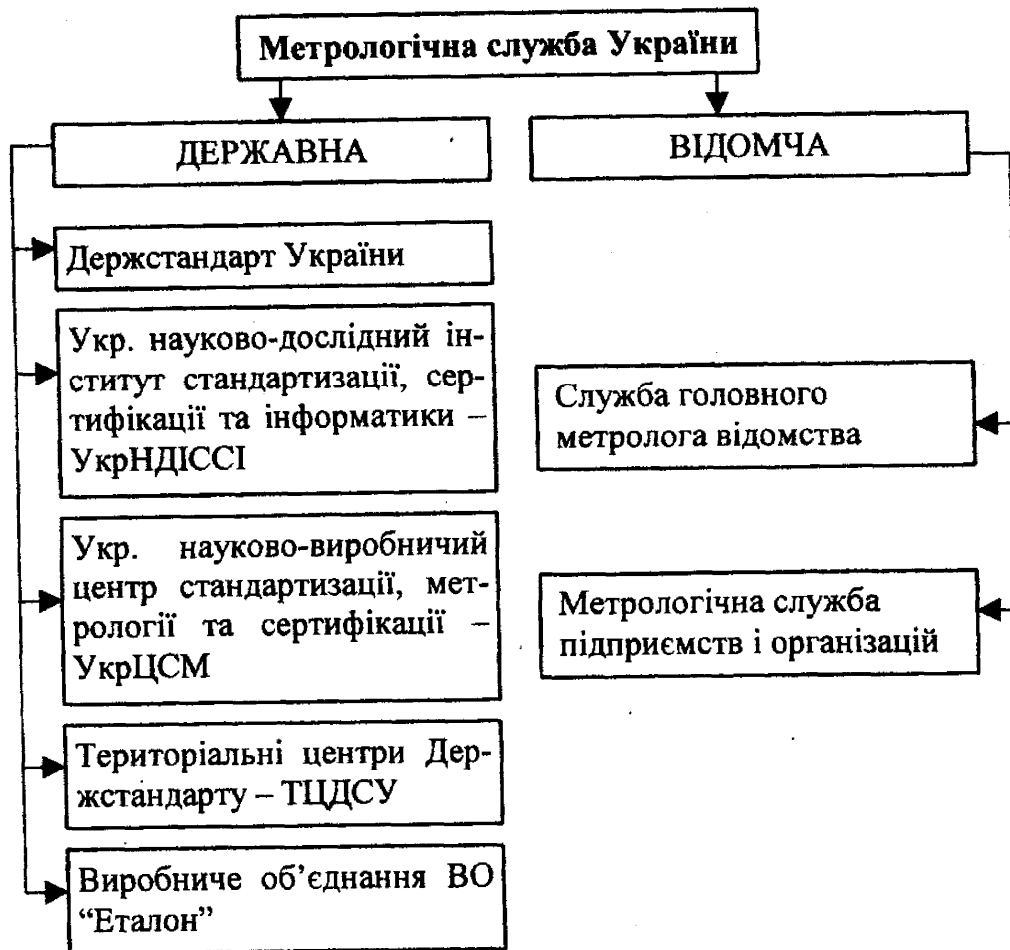 Метрологічна служба України
ДЕРЖАВНА
ВІДОМЧА
Держстандарт України
Укр. науково-дослідний ін-
ститут стандартизації, сер-
тифікації та інформатики –
УкрНДІССІ
Служба головного
метролога відомства
Укр. науково-виробничий
центр стандартизації, мет-
рології та сертифікації –
УкрЦСМ
Метрологічна служба
підприємств і організацій
Територіальні центри Дер-
жстандарту – ТЦДСУ
Виробниче об’єднання ВО
“Еталон”